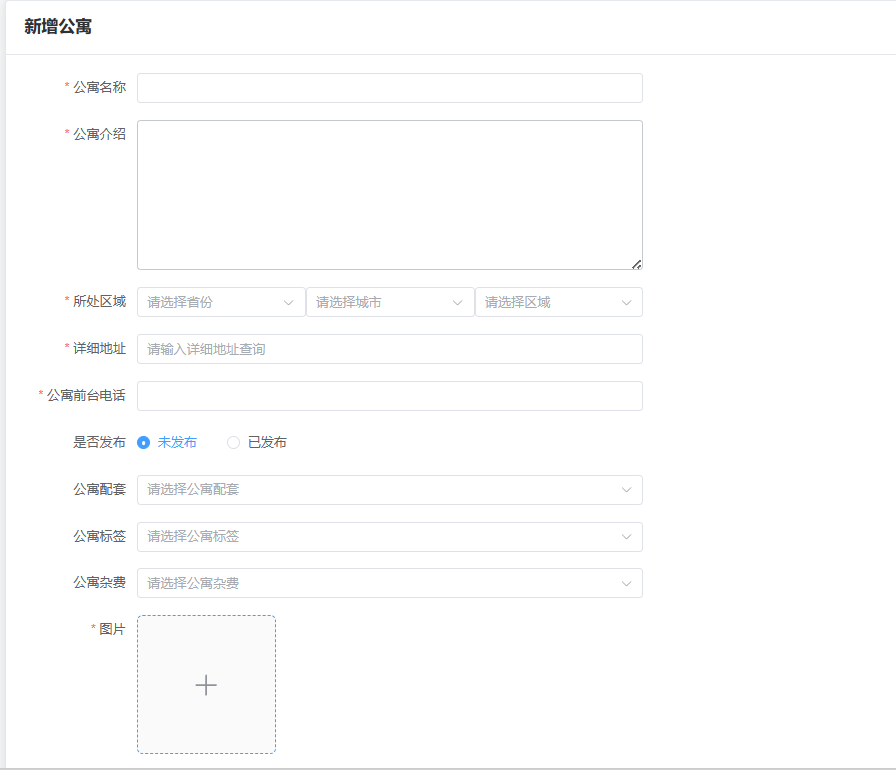 新增公寓
* 公寓名称
* 公寓介绍
* 所处区域 请选择省份 请选择城市 请选择区域
* 详细地址 请输入详细地址查询
* 公寓前台电话
是否发布 未发布 已发布
公寓配套 请选择公寓配套
公寓标签 请选择公寓标签
公寓杂费 请选择公寓杂费
* 图片